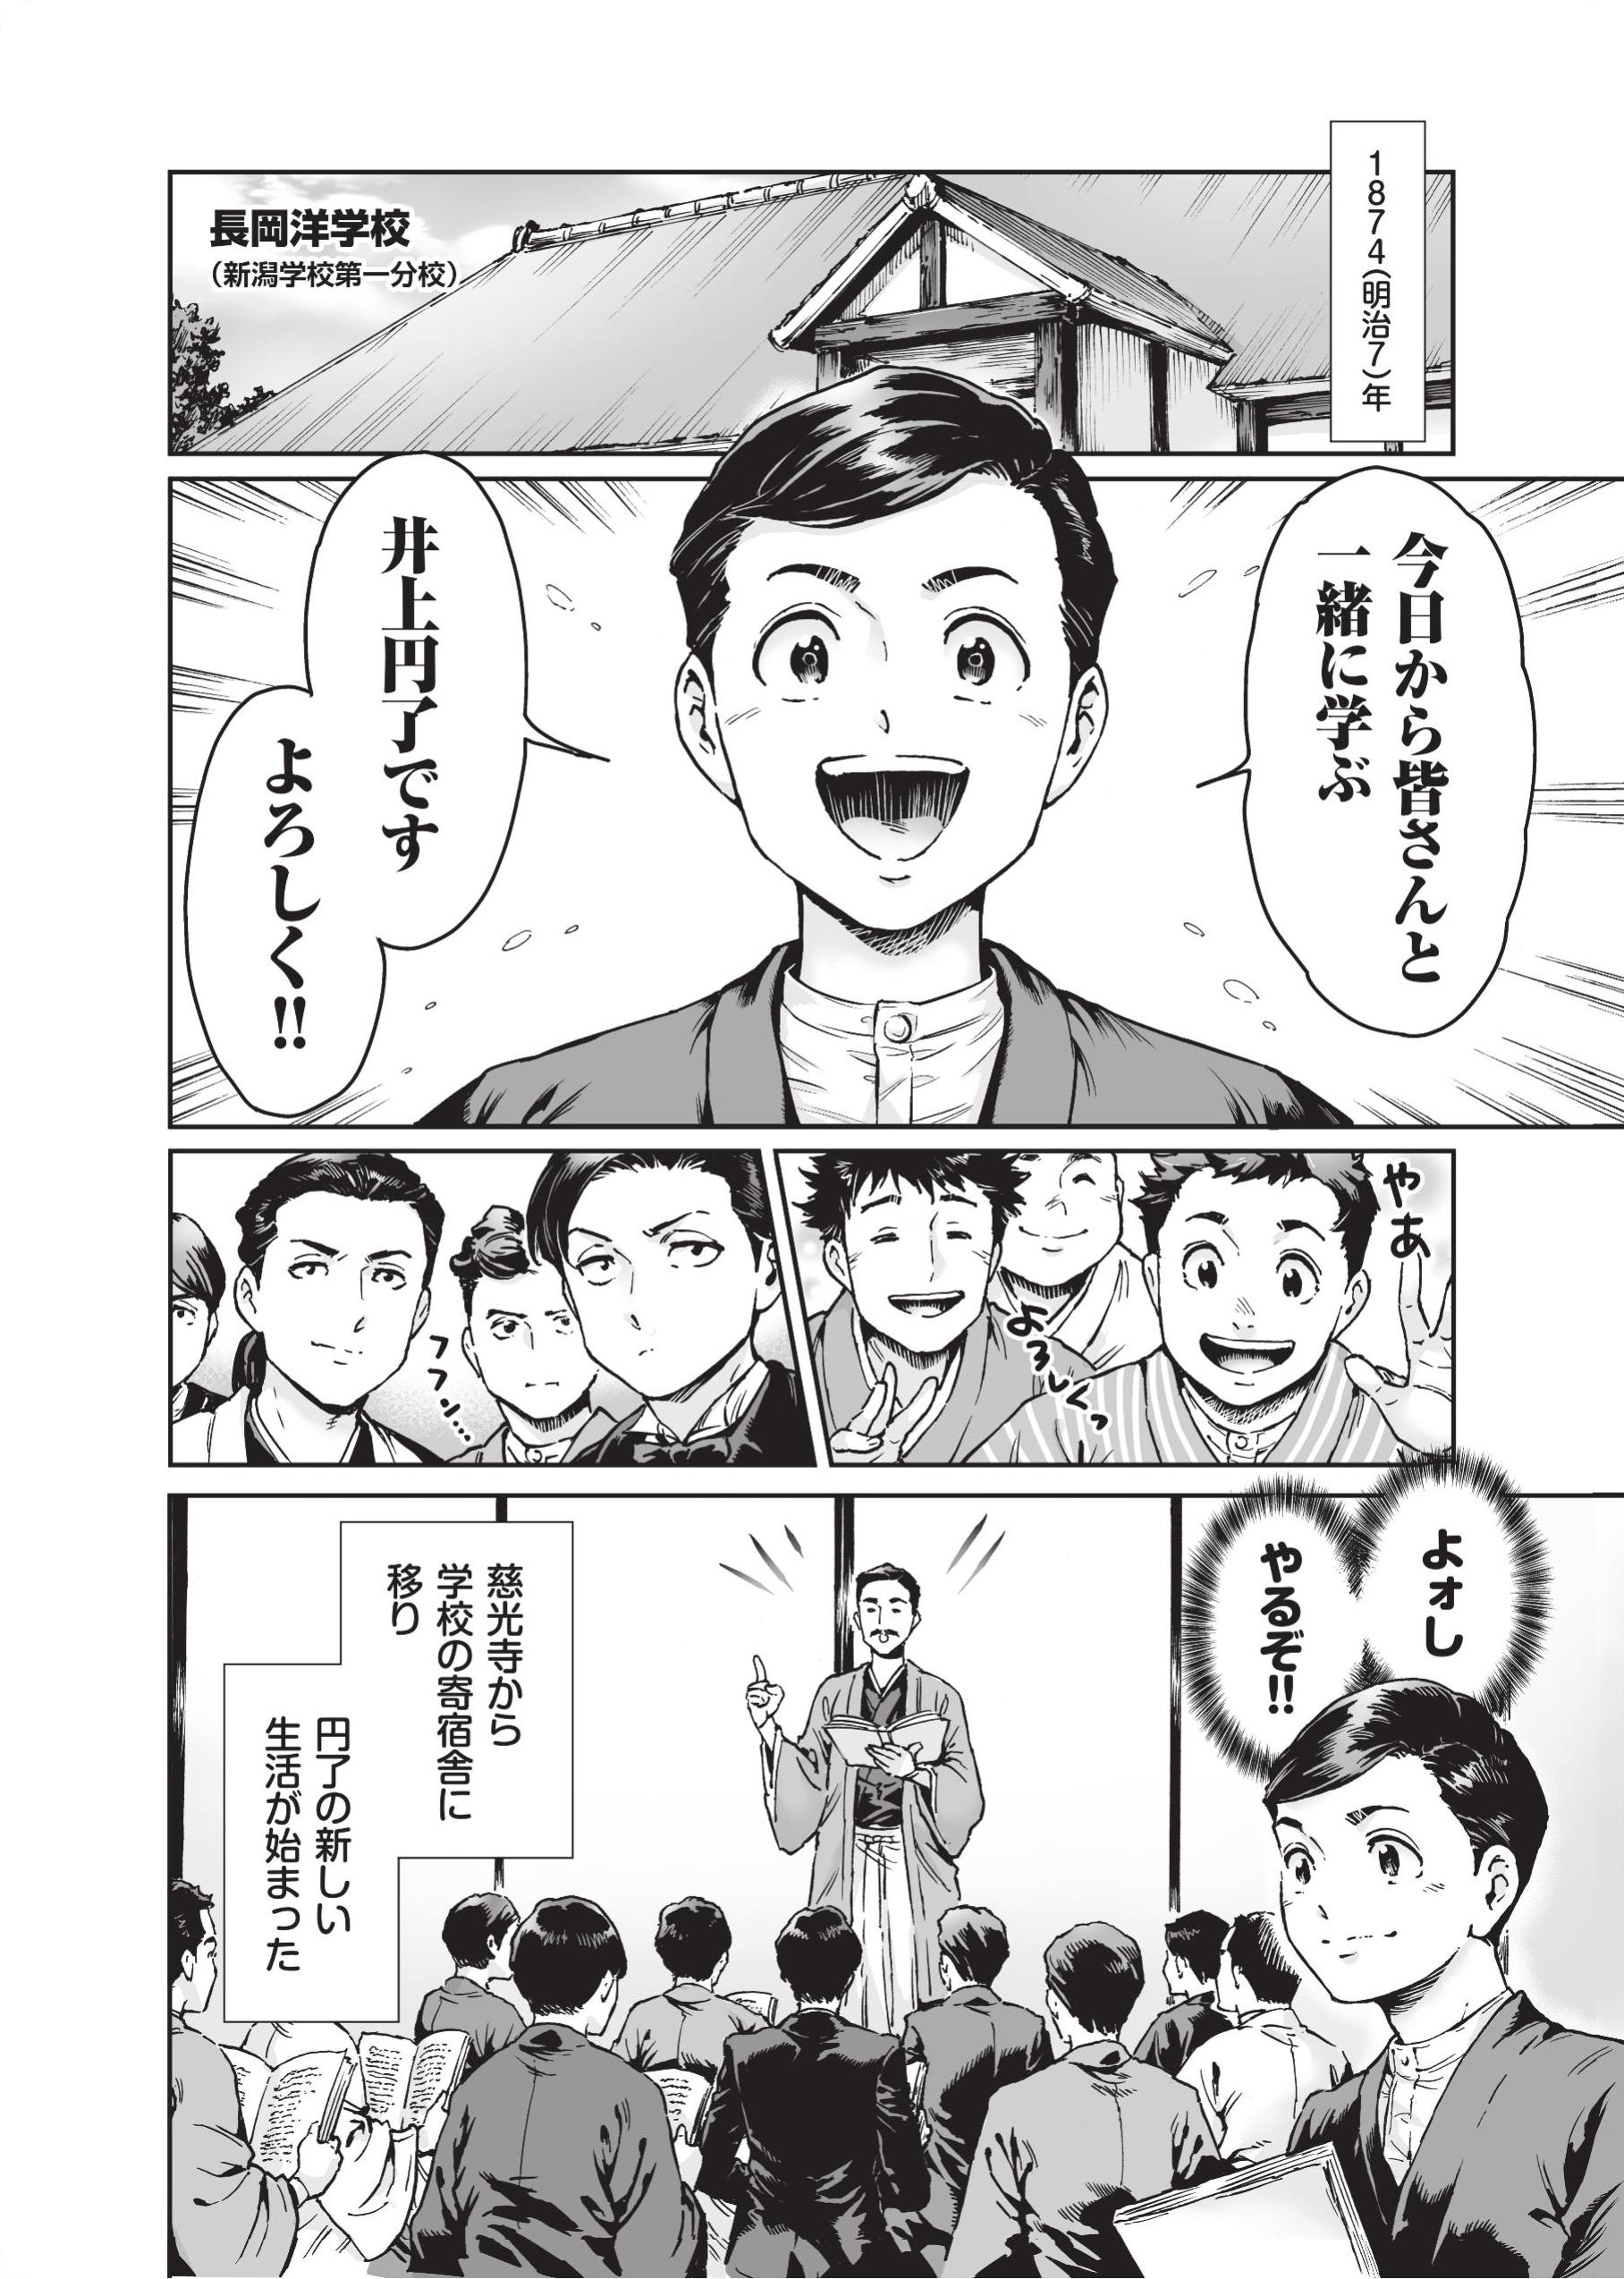 1874(明治7)年
長岡洋学校
(新潟学校第一分校)
今日から皆さんと
一緒に学ぶ
井上円了です
よろしく!!
やあ
よろしくっ
フフン…
よォし
やるぞ!!
慈光寺から
学校の寄宿舎に
移り
円了の新しい
生活が始まった